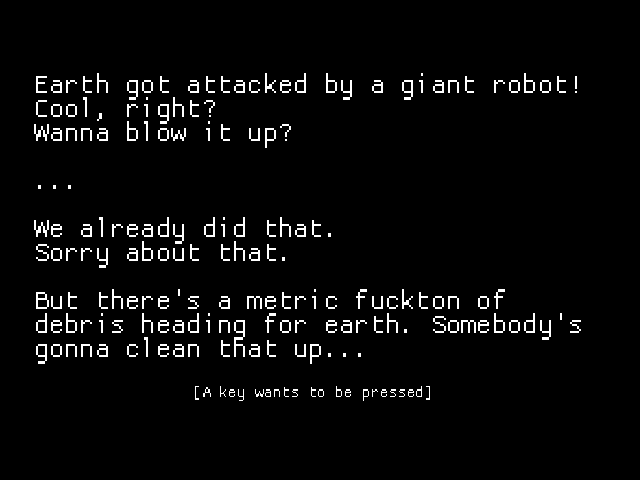 Earth got attacked by a giant robot!
Cool, right?
Wanna blow it up?
...
We already did that.
Sorry about that.
But there's a metric fuckton of
debris heading for earth. Somebody's
gonna clean that up...
[A key wants to be pressed]